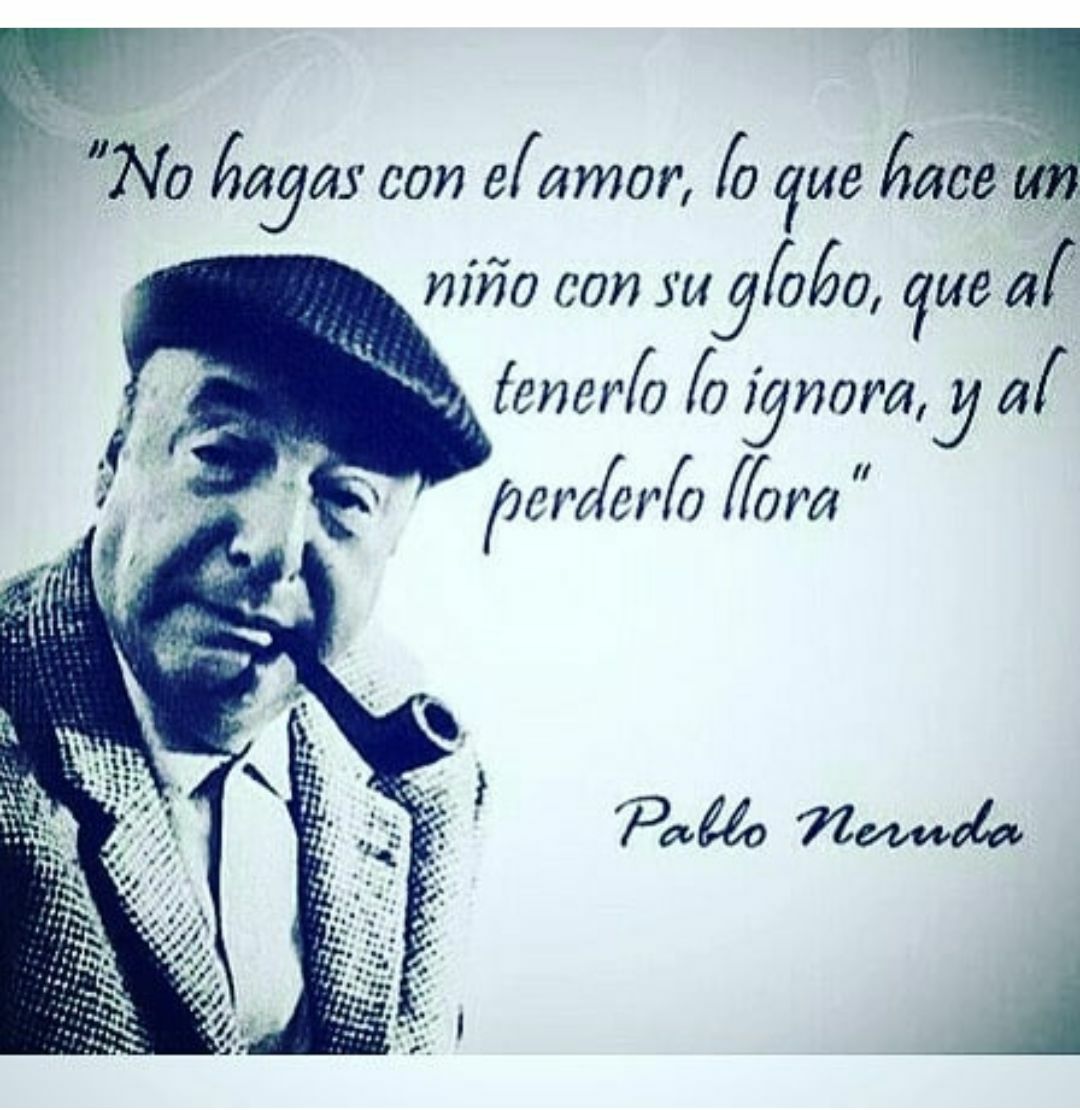 "No hagas con el amor, lo que hace un
niño con su globo, que al
tenerlo lo ignora, y al
perderlo llora"
Pablo Neruda